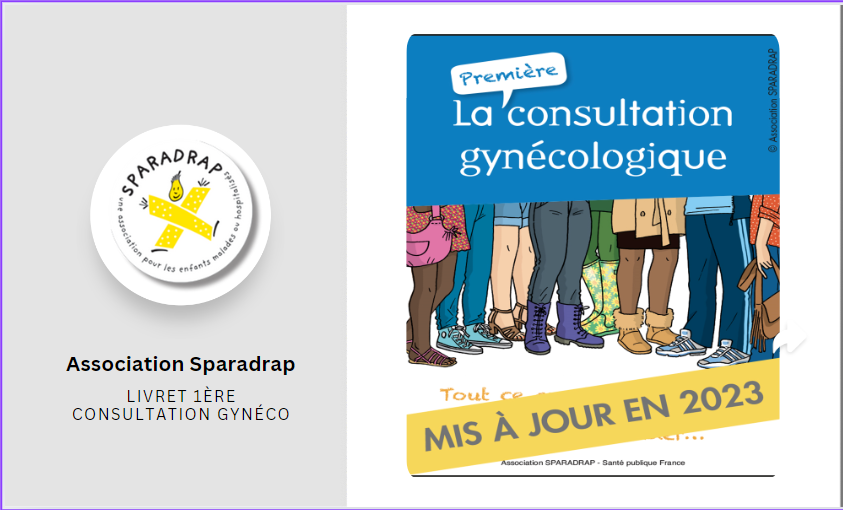 SPARADRAP
une association pour les enfants malades ou hospitalisés
Association Sparadrap
LIVRET 1ÈRE
CONSULTATION GYNÉCO
Première
La consultation
gynécologique
© Association SPARADRAP
Tout ce
MIS À JOUR EN 2023
Association SPARADRAP - Santé publique France